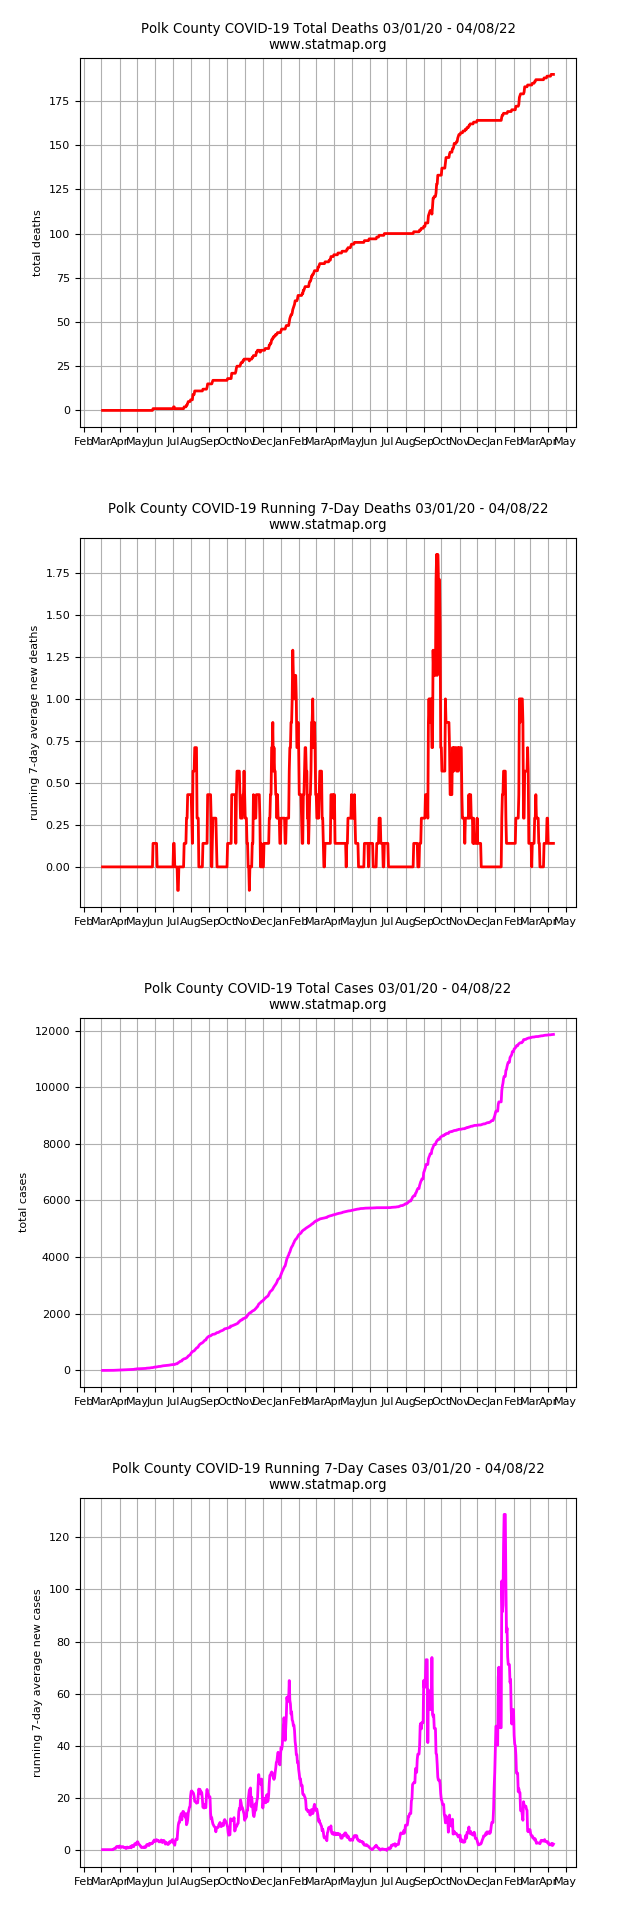 Polk County COVID-19 Total Deaths 03/01/20 - 04/08/22
www.statmap.org
175
150
125
100
75
50
25
0
total deaths
Feb Mar Apr May Jun Jul Aug Sep Oct Nov Dec Jan Feb Mar Apr May Jun Jul Aug Sep Oct Nov Dec Jan Feb Mar Apr May
Polk County COVID-19 Running 7-Day Deaths 03/01/20 - 04/08/22
www.statmap.org
1.75
1.50
1.25
1.00
0.75
0.50
0.25
0.00
running 7-day average new deaths
Feb Mar Apr May Jun Jul Aug Sep Oct Nov Dec Jan Feb Mar Apr May Jun Jul Aug Sep Oct Nov Dec Jan Feb Mar Apr May
Polk County COVID-19 Total Cases 03/01/20 - 04/08/22
www.statmap.org
12000
10000
8000
6000
4000
2000
0
total cases
Feb Mar Apr May Jun Jul Aug Sep Oct Nov Dec Jan Feb Mar Apr May Jun Jul Aug Sep Oct Nov Dec Jan Feb Mar Apr May
Polk County COVID-19 Running 7-Day Cases 03/01/20 - 04/08/22
www.statmap.org
120
100
80
60
40
20
0
running 7-day average new cases
Feb Mar Apr May Jun Jul Aug Sep Oct Nov Dec Jan Feb Mar Apr May Jun Jul Aug Sep Oct Nov Dec Jan Feb Mar Apr May